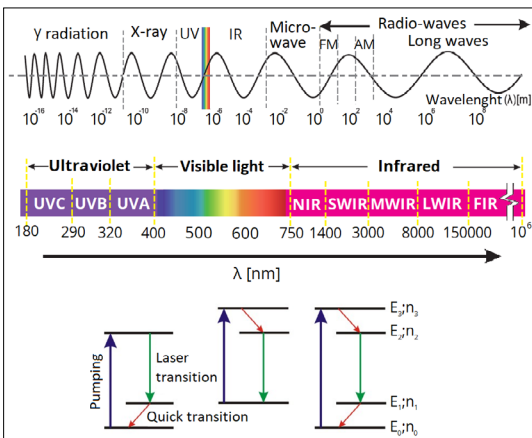 γ radiation X-ray UV IR Micro-wave Radio-waves
FM AM Long waves
Wavelenght (λ)[m]
10⁻¹⁶ 10⁻¹⁴ 10⁻¹² 10⁻¹⁰ 10⁻⁸ 10⁻⁶ 10⁻⁴ 10⁻² 10⁰ 10² 10⁴ 10⁶ 10⁸
Ultraviolet Visible light Infrared
UVC UVB UVA NIR SWIR MWIR LWIR FIR
180 290 320 400 500 600 750 1400 3000 8000 150000 10⁶
λ [nm]
E₃;n₃
E₂;n₂
Pumping
Laser
transition
E₁;n₁
Quick transition
E₀;n₀